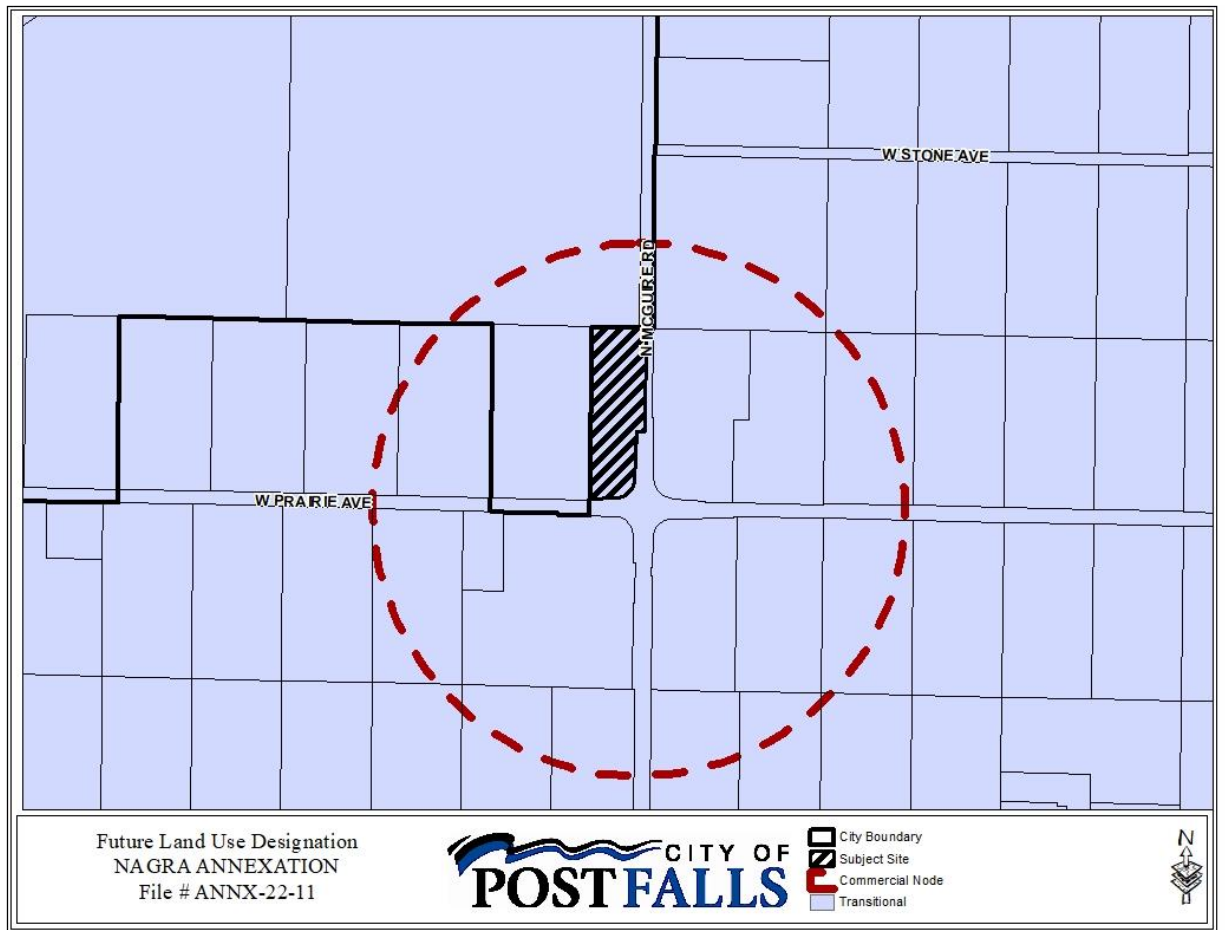 W STONE AVE
N MCGUIRE RD
W PRAIRIE AVE
Future Land Use Designation
NAGRA ANNEXATION
File # ANNX-22-11
CITY OF
POST FALLS
City Boundary
Subject Site
Commercial Node
Transitional
N